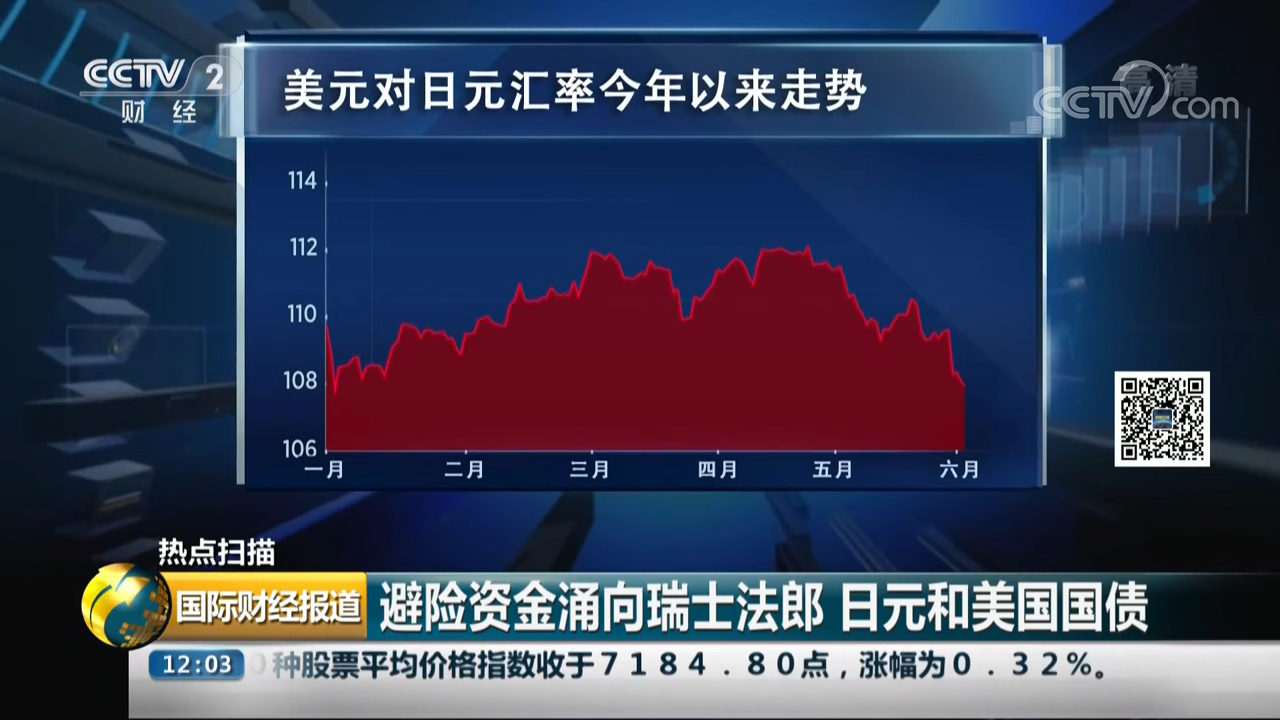 CCTV 2
财经
美元对日元汇率今年以来走势
高清
CCTV com
114
112
110
108
106
一月 二月 三月 四月 五月 六月
热点扫描
国际财经报道
避险资金涌向瑞士法郎 日元和美国国债
12:03 0种股票平均价格指数收于7184.80点，涨幅为0.32%。